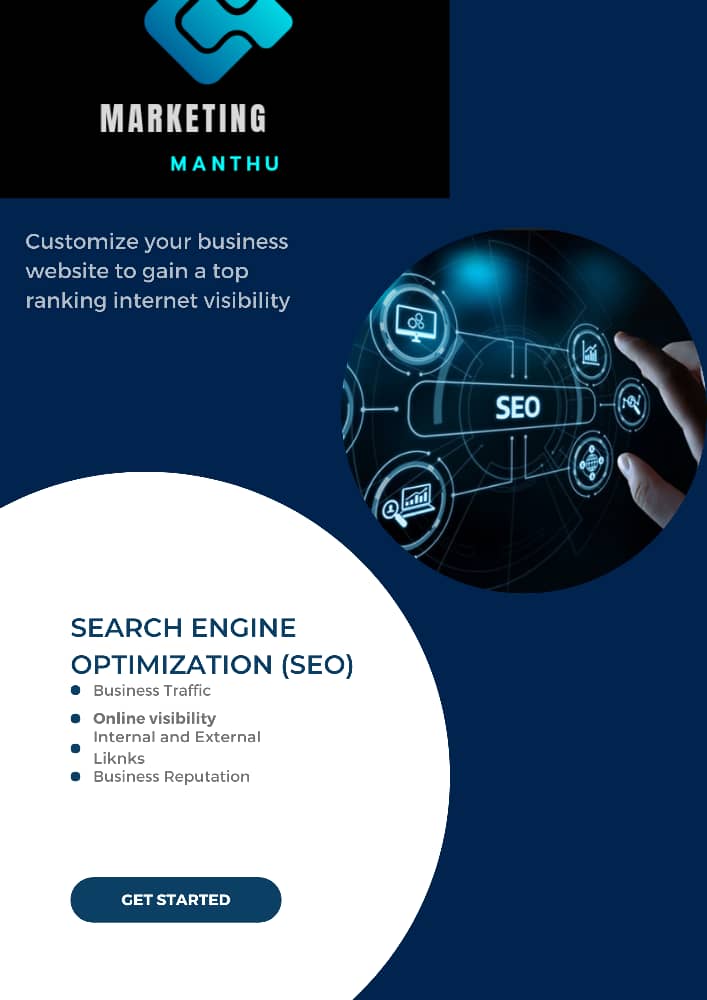 MARKETING
MANTHU
Customize your business
website to gain a top
ranking internet visibility
SEO
SEARCH ENGINE
OPTIMIZATION (SEO)
Business Traffic
Online visibility
Internal and External
Liknks
Business Reputation
GET STARTED